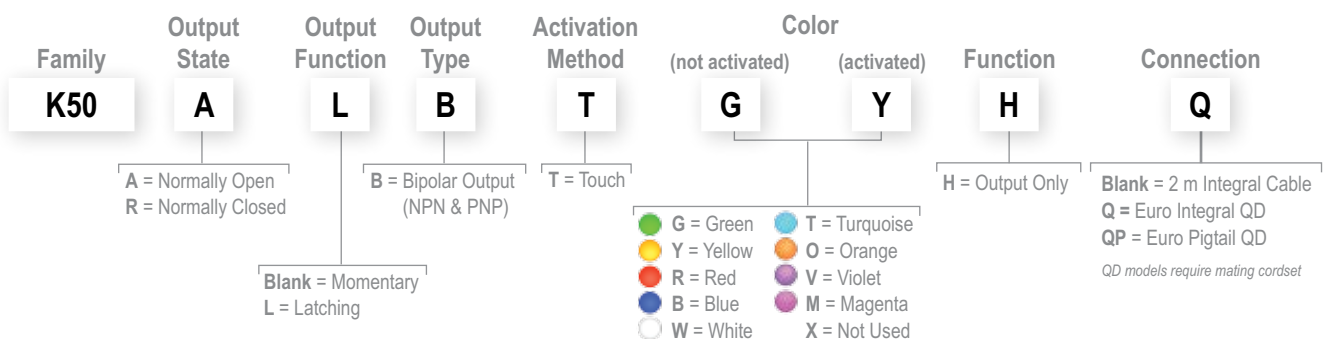 Family
Output State
Output Function
Output Type
Activation Method
Color
(not activated)
(activated)
Function
Connection
K50
A
L
B
T
G
Y
H
Q
A = Normally Open
R = Normally Closed
Blank = Momentary
L = Latching
B = Bipolar Output
(NPN & PNP)
T = Touch
G = Green
Y = Yellow
R = Red
B = Blue
W = White
T = Turquoise
O = Orange
V = Violet
M = Magenta
X = Not Used
H = Output Only
Blank = 2 m Integral Cable
Q = Euro Integral QD
QP = Euro Pigtail QD
QD models require mating cordset